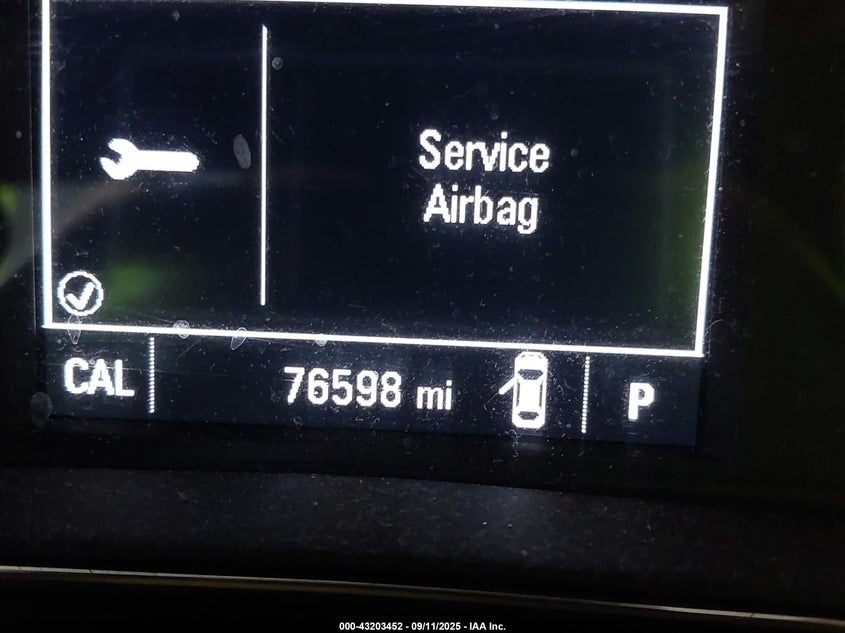 Service
Airbag
CAL 76598 mi P
000-43203452 - 09/11/2025 - IAA Inc.